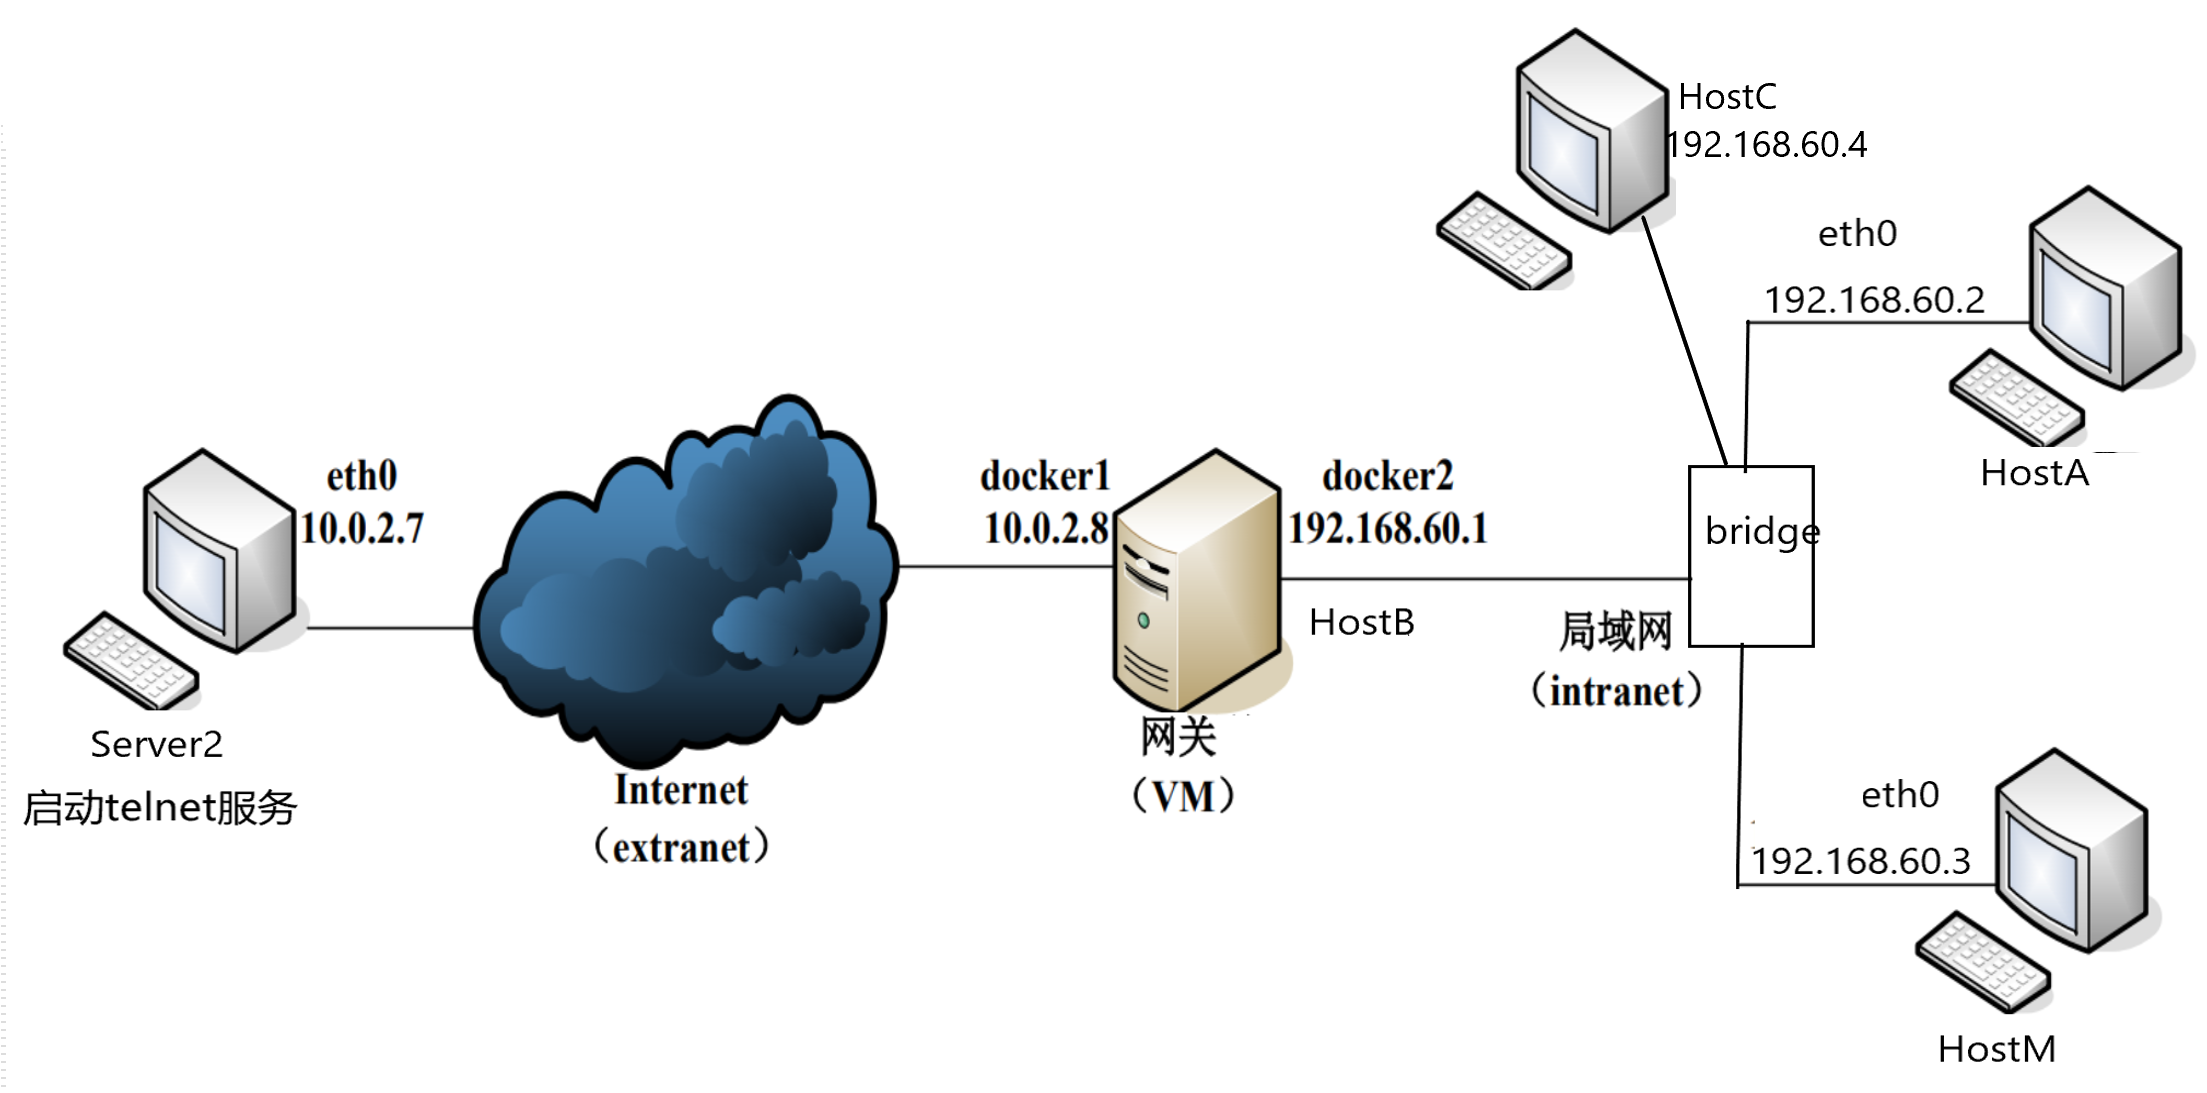 HostC
192.168.60.4
eth0
192.168.60.2
HostA
eth0
10.0.2.7
docker1
10.0.2.8
docker2
192.168.60.1
bridge
HostB
局域网
（intranet）
Server2
启动telnet服务
Internet
（extranet）
网关
（VM）
eth0
192.168.60.3
HostM